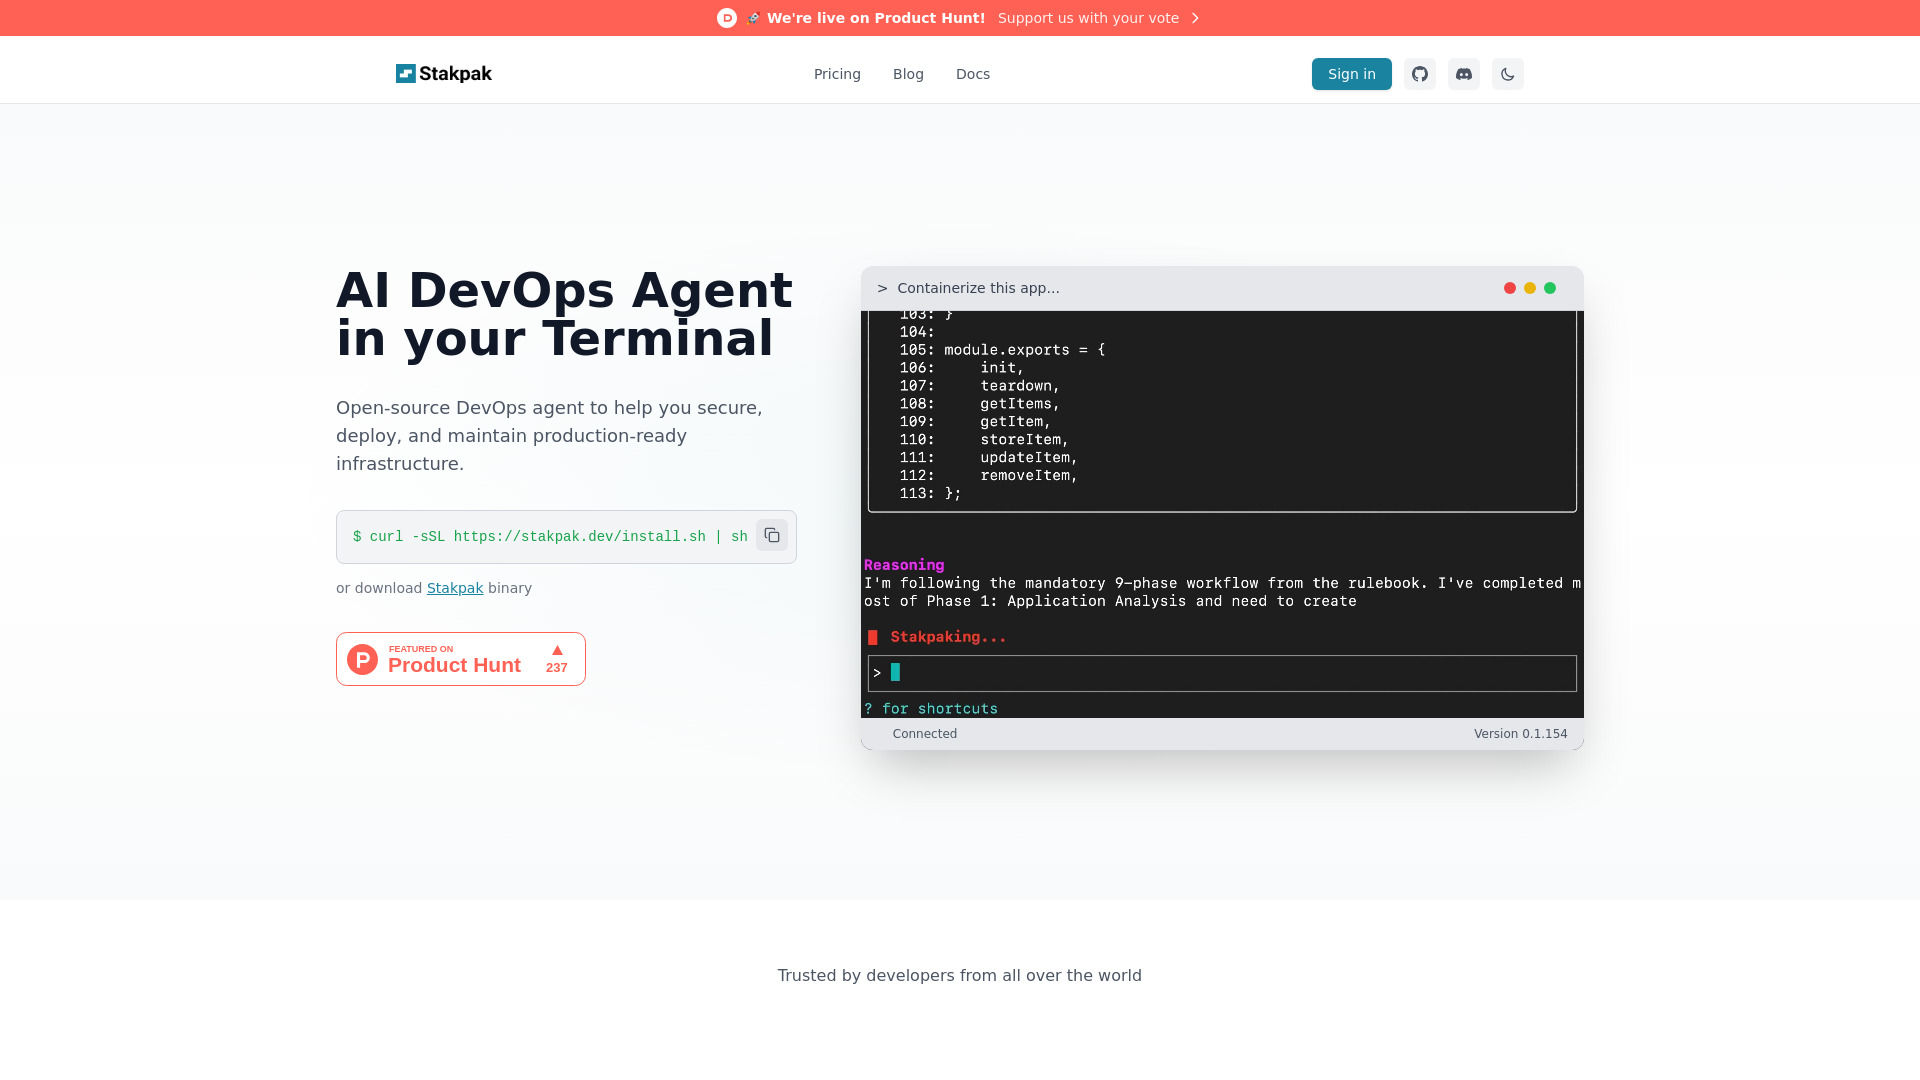 🚀 We're live on Product Hunt! Support us with your vote
Stakpak
Pricing
Blog
Docs
Sign in
AI DevOps Agent
in your Terminal
Open-source DevOps agent to help you secure,
deploy, and maintain production-ready
infrastructure.
$ curl -sSL https://stakpak.dev/install.sh | sh
or download Stakpak binary
FEATURED ON
Product Hunt
237
> Containerize this app...
103: }
104:
105: module.exports = {
106: init,
107: teardown,
108: getItems,
109: getItem,
110: storeItem,
111: updateItem,
112: removeItem,
113: };
Reasoning
I'm following the mandatory 9-phase workflow from the rulebook. I've completed m
ost of Phase 1: Application Analysis and need to create
Stakpaking...
>
? for shortcuts
Connected
Version 0.1.154
Trusted by developers from all over the world